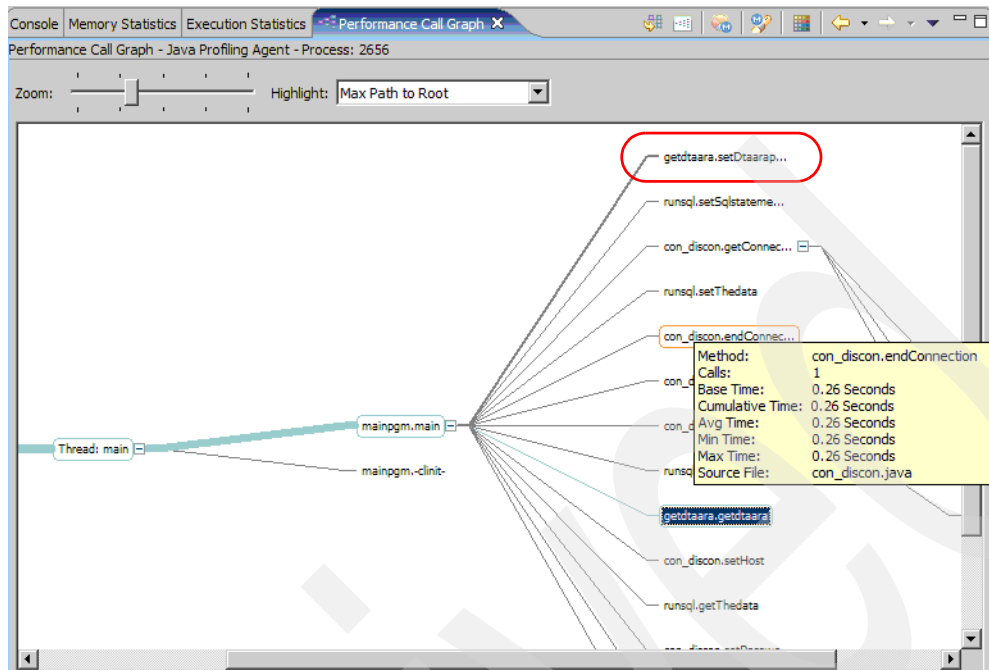 Console Memory Statistics Execution Statistics Performance Call Graph
Performance Call Graph - Java Profiling Agent - Process: 2656
Zoom: Highlight: Max Path to Root
getdtaara.setDtaarap...
runsql.setSqlstateme...
con_discon.getConnec...
runsql.setThedata
con_discon.endConnec...
Method: con_discon.endConnection
Calls: 1
Base Time: 0.26 Seconds
Cumulative Time: 0.26 Seconds
Avg Time: 0.26 Seconds
Min Time: 0.26 Seconds
Max Time: 0.26 Seconds
Source File: con_discon.java
con_d
con_d
runsq
mainpgm.main
Thread: main
mainpgm.-clinit-
getdtaara.getdtaara
con_discon.setHost
runsql.getThedata